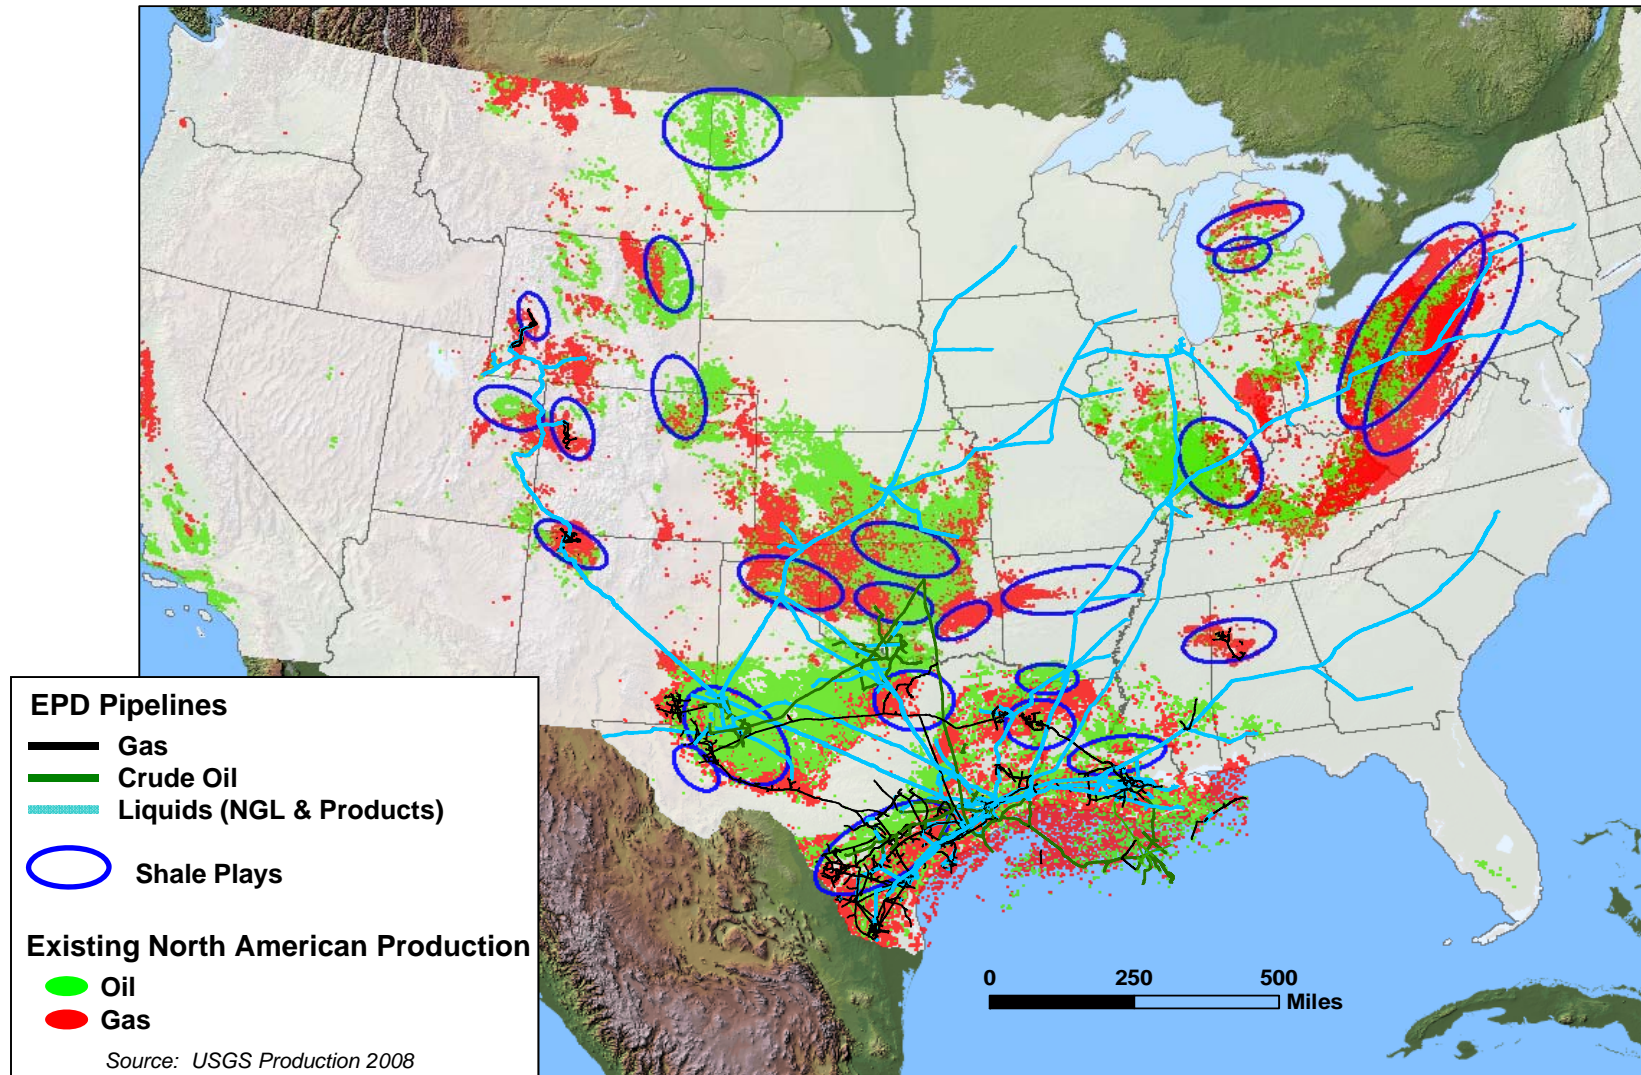 EPD Pipelines
Gas
Crude Oil
Liquids (NGL & Products)
Shale Plays
Existing North American Production
Oil
Gas
Source: USGS Production 2008
0 250 500
Miles